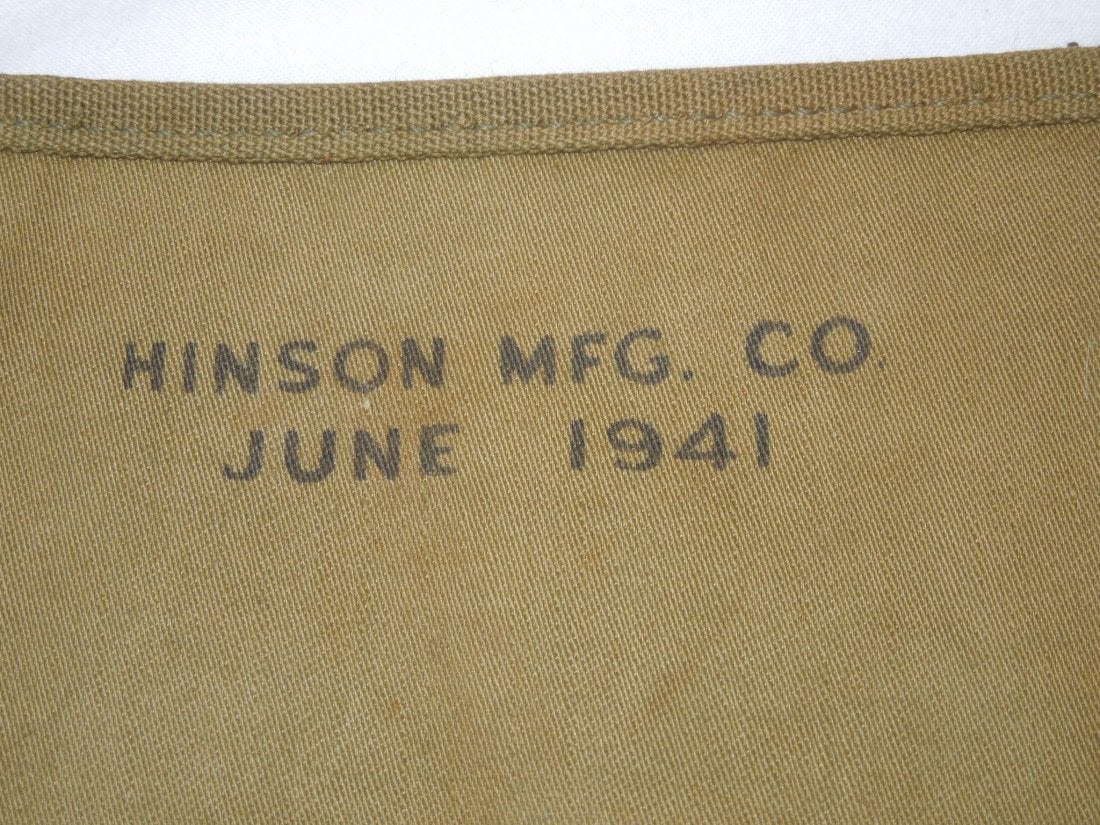 HINSON MFG. CO.
JUNE 1941